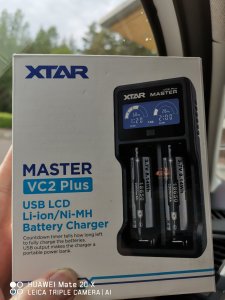 XTAR
XTAR
MASTER
MASTER
VC2 Plus
USB LCD
Li-ion/Ni-MH
Battery Charger
Countdown timer tells how long left
to fully charge the batteries.
USB output makes the charger a
portable power bank.
HUAWEI Mate 20 X
LEICA TRIPLE CAMERA | AI